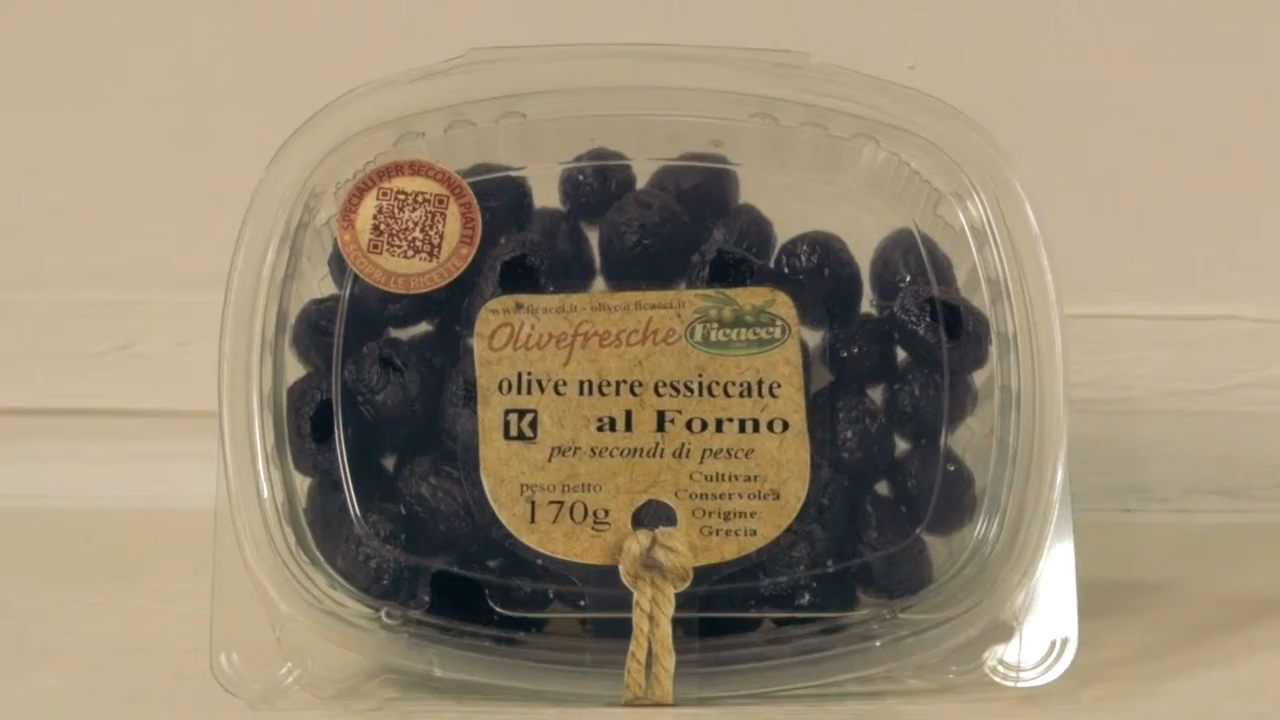 SPECIALI PER SECONDI PIATTI
SCOPRI LE RICETTE
www.ficacci.it - olive@ficacci.it
Olivefresche
Ficacci
olive nere essiccate
al Forno
1K
per secondi di pesce
peso netto
170g
Cultivar:
Conservolea
Origine:
Grecia